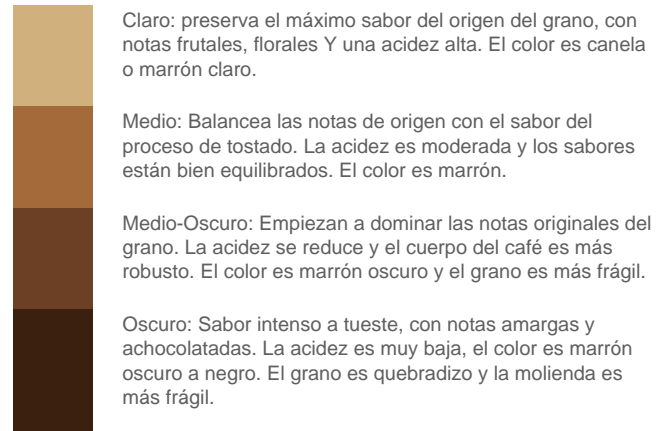 Claro: preserva el máximo sabor del origen del grano, con
notas frutales, florales Y una acidez alta. El color es canela
o marrón claro.
Medio: Balancea las notas de origen con el sabor del
proceso de tostado. La acidez es moderada y los sabores
están bien equilibrados. El color es marrón.
Medio-Oscuro: Empiezan a dominar las notas originales del
grano. La acidez se reduce y el cuerpo del café es más
robusto. El color es marrón oscuro y el grano es más frágil.
Oscuro: Sabor intenso a tueste, con notas amargas y
achocolatadas. La acidez es muy baja, el color es marrón
oscuro a negro. El grano es quebradizo y la molienda es
más frágil.